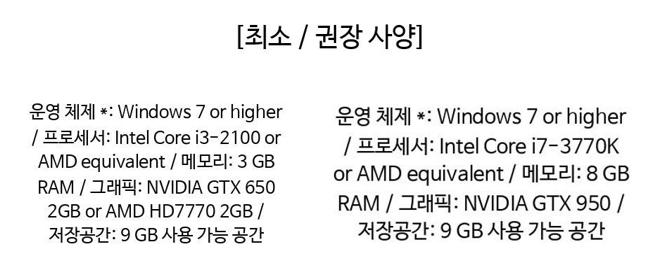 [최소 / 권장 사양]
운영 체제 *: Windows 7 or higher
/ 프로세서: Intel Core i3-2100 or
AMD equivalent / 메모리: 3 GB
RAM / 그래픽: NVIDIA GTX 650
2GB or AMD HD7770 2GB /
저장공간: 9 GB 사용 가능 공간
운영 체제 *: Windows 7 or higher
/ 프로세서: Intel Core i7-3770K
or AMD equivalent / 메모리: 8 GB
RAM / 그래픽: NVIDIA GTX 950 /
저장공간: 9 GB 사용 가능 공간